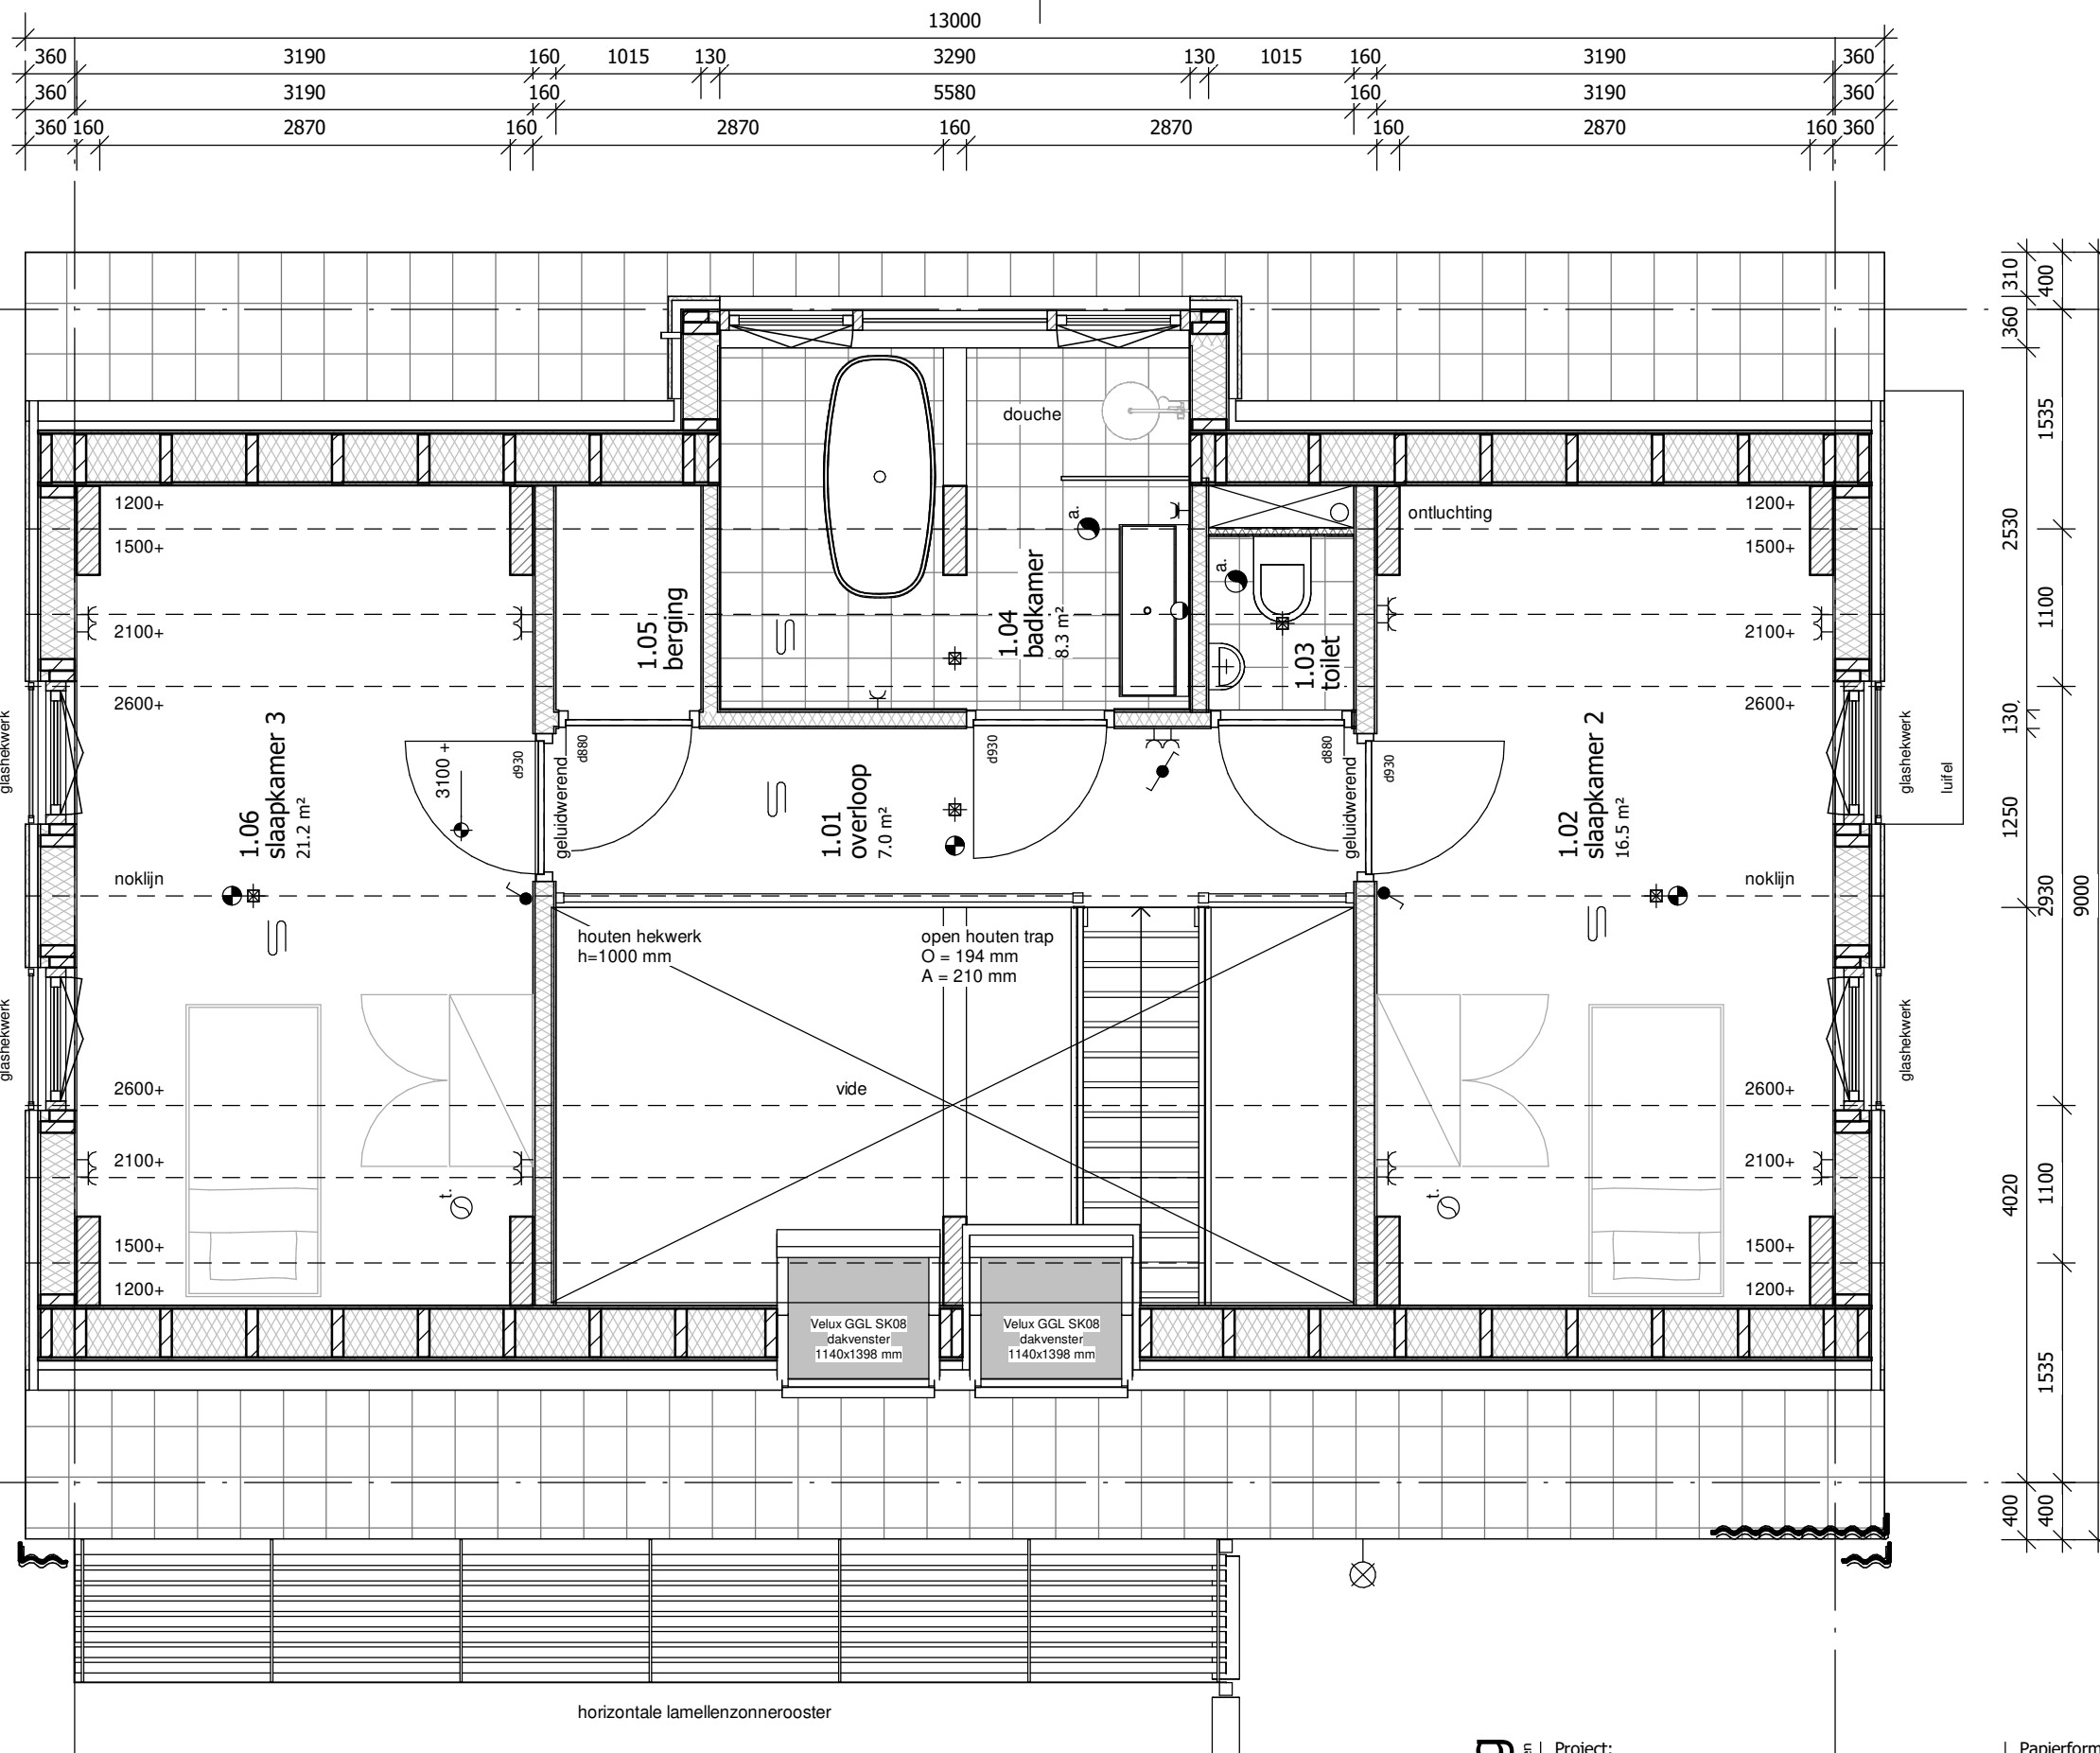 13000
360 3190 160 1015 130 3290 130 1015 160 3190 360
360 3190 160 5580 160 3190 360
360 160 2870 160 2870 160 2870 160 2870 160 360
310 400
360
1535
2530
1100
130,
1250
2930
9000
4020
1100
1535
400 400
douche
ontluchting
1200+
1500+
2100+
2600+
1200+
1500+
2100+
2600+
a.
a.
1.05
berging
1.04
badkamer
8.3 m²
1.03
toilet
glashekwerk
1.06
slaapkamer 3
21.2 m²
3100 +
d930
geluidwerend
d880
1.01
overloop
7.0 m²
d930
d880
geluidwerend
d930
1.02
slaapkamer 2
16.5 m²
glashekwerk
luifel
noklijn
noklijn
houten hekwerk
h=1000 mm
open houten trap
O = 194 mm
A = 210 mm
glashekwerk
glashekwerk
vide
2600+
2100+
1500+
1200+
2600+
2100+
1500+
1200+
t.
t.
Velux GGL SK08
dakvenster
1140x1398 mm
Velux GGL SK08
dakvenster
1140x1398 mm
horizontale lamellenzonnerooster
en
Project:
Papierform